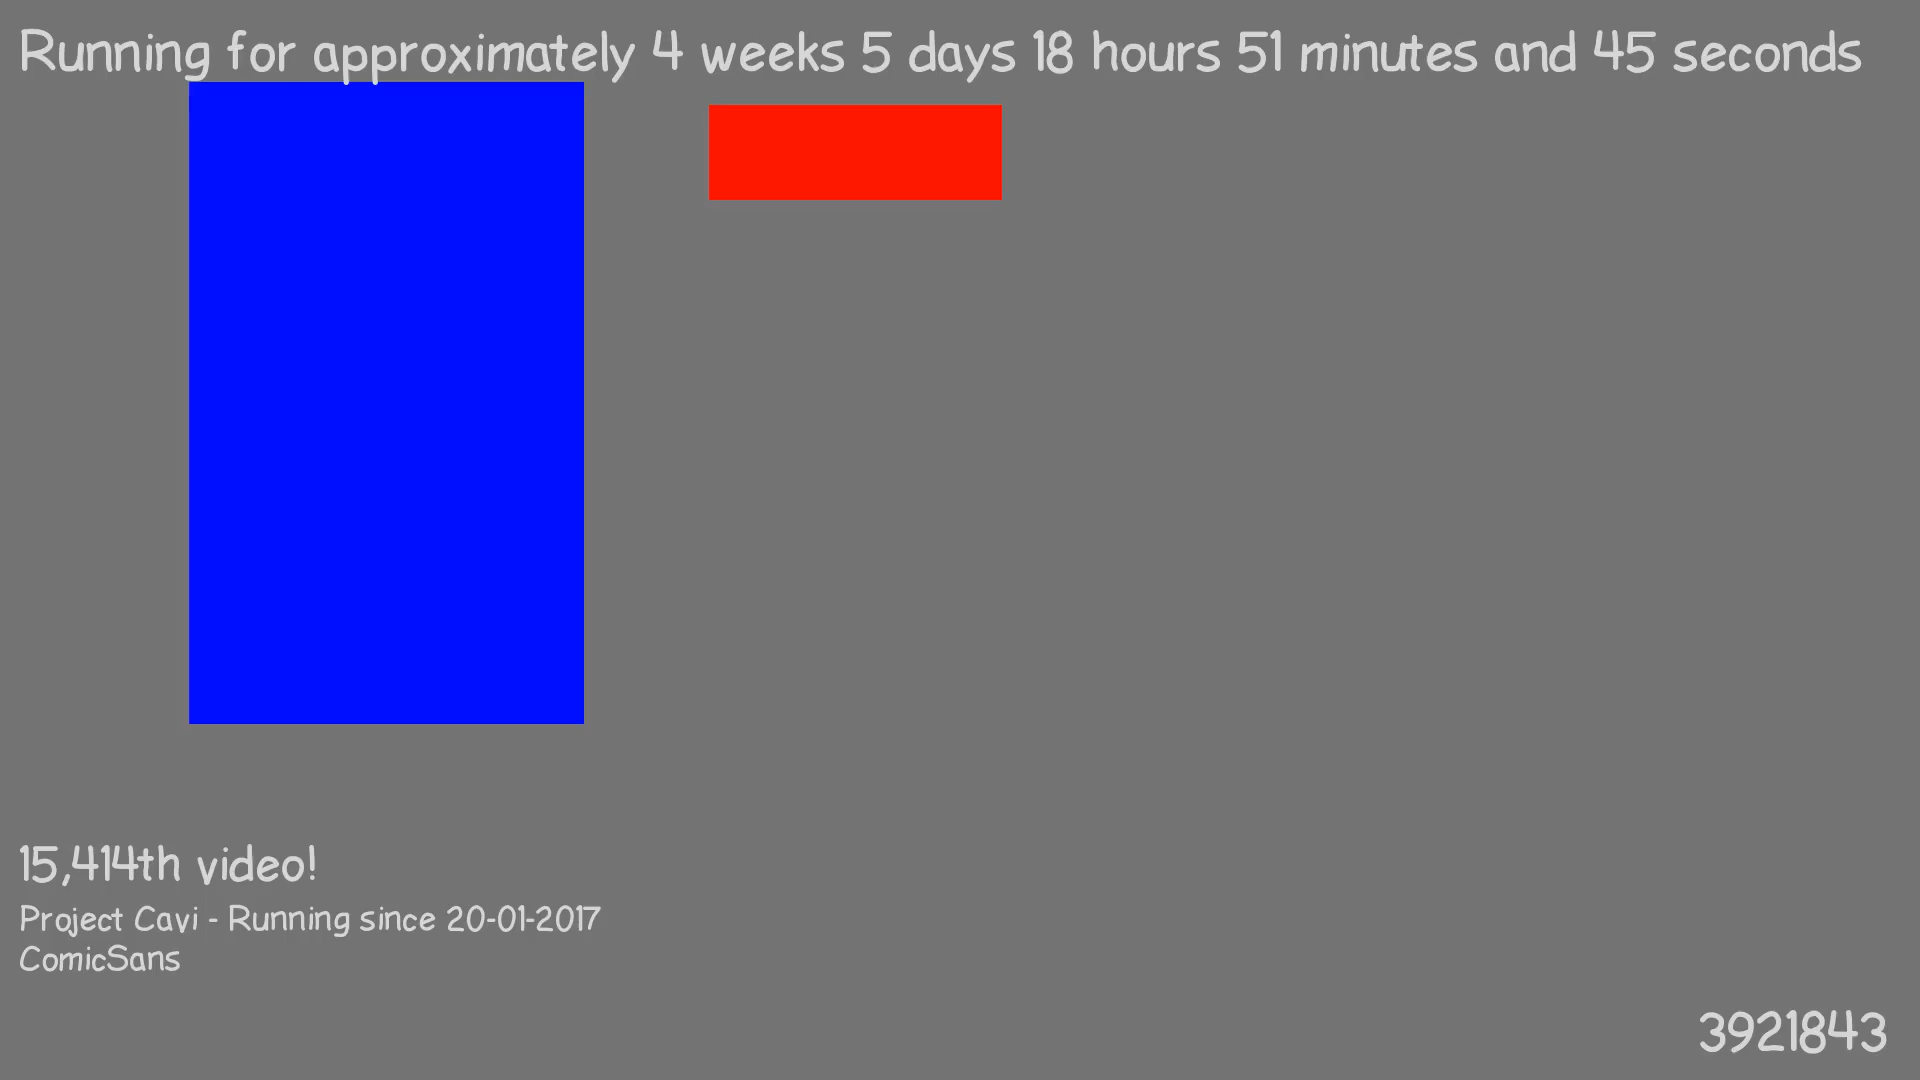 Running for approximately 4 weeks 5 days 18 hours 51 minutes and 45 seconds
15,414th video!
Project Cavi - Running since 20-01-2017
ComicSans
3921843